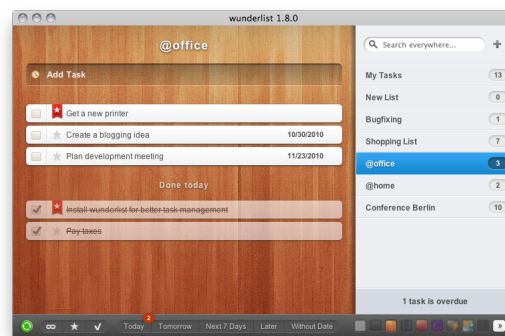 wunderlist 1.8.0
@office
Add Task
Get a new printer
Create a blogging idea 10/30/2010
Plan development meeting 11/23/2010
Done today
Install wunderlist for better task management
Pay taxes
Search everywhere...
My Tasks 13
New List 0
Bugfixing 1
Shopping List 7
@office 3
@home 2
Conference Berlin 10
1 task is overdue
2
Today Tomorrow Next 7 Days Later Without Date